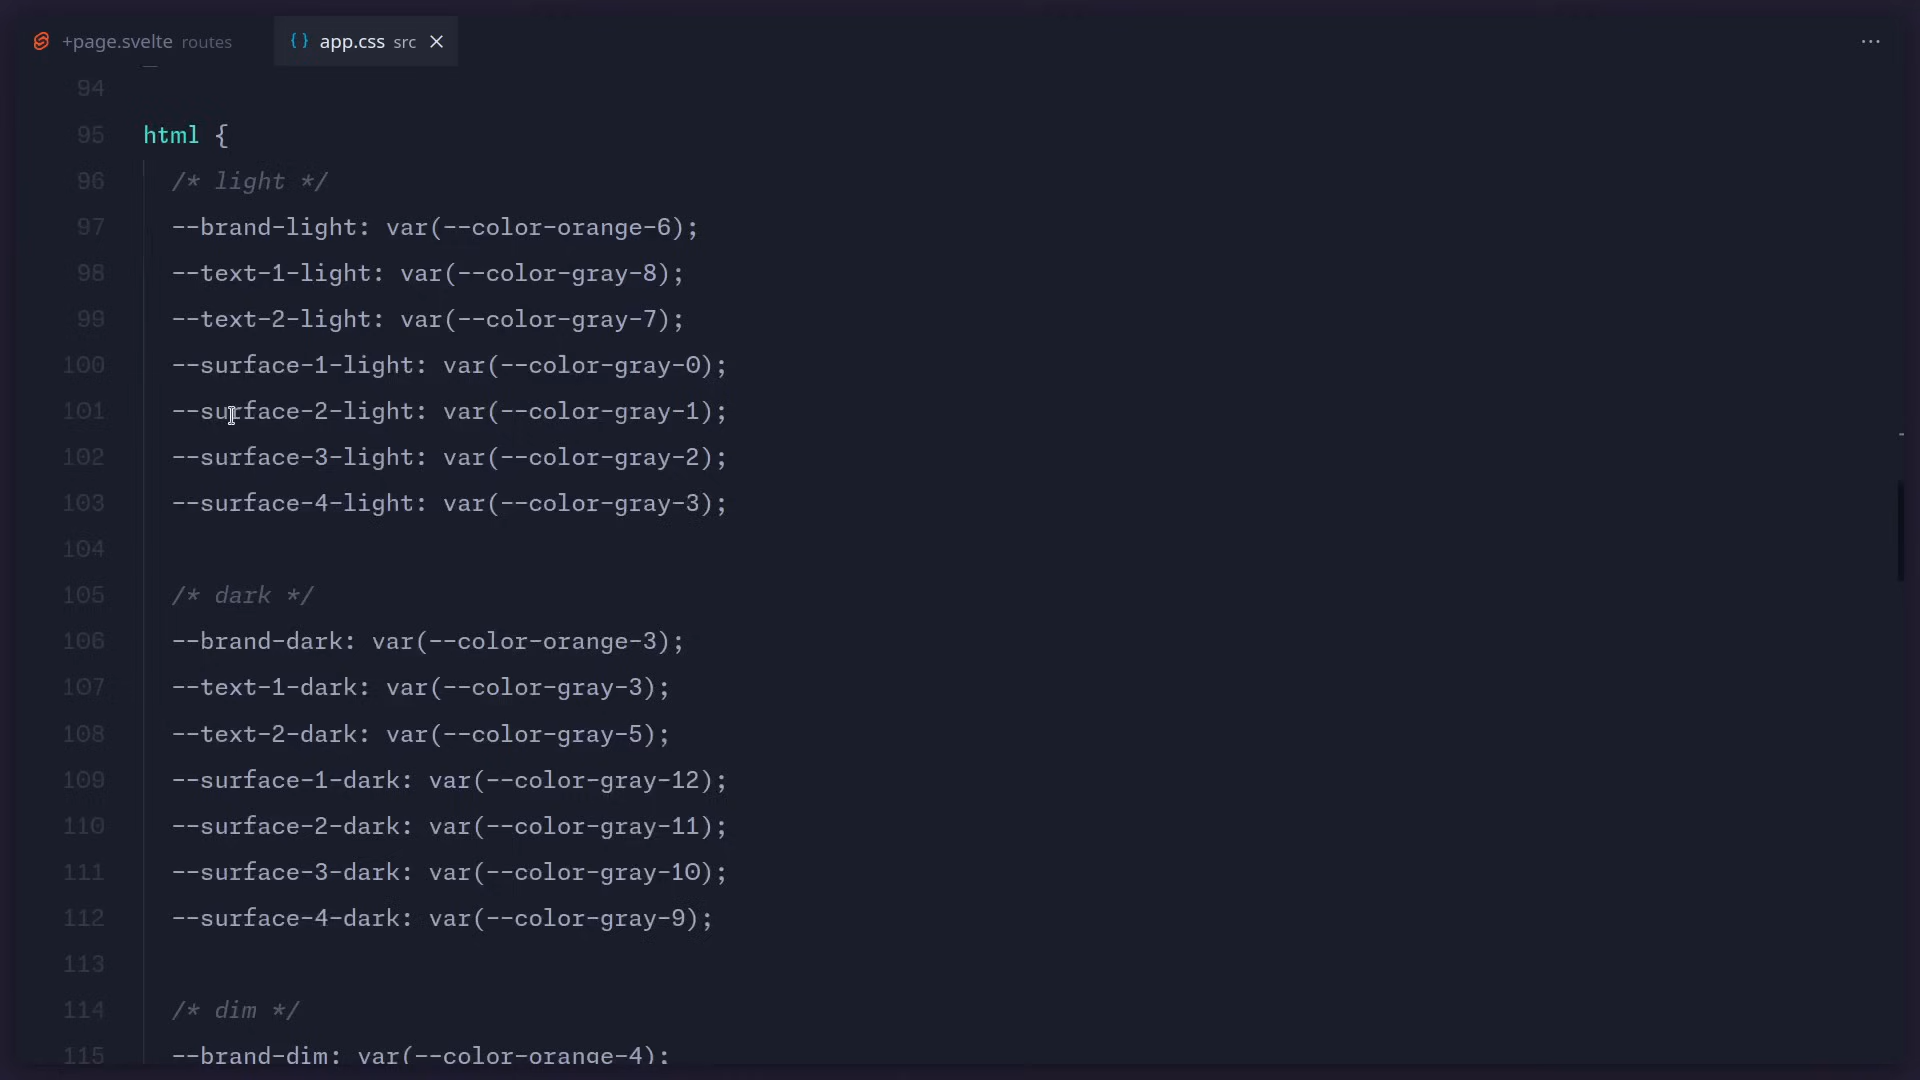 +page.svelte routes
app.css src
94
95 html {
96 /* light */
97 --brand-light: var(--color-orange-6);
98 --text-1-light: var(--color-gray-8);
99 --text-2-light: var(--color-gray-7);
100 --surface-1-light: var(--color-gray-0);
101 --surface-2-light: var(--color-gray-1);
102 --surface-3-light: var(--color-gray-2);
103 --surface-4-light: var(--color-gray-3);
104
105 /* dark */
106 --brand-dark: var(--color-orange-3);
107 --text-1-dark: var(--color-gray-3);
108 --text-2-dark: var(--color-gray-5);
109 --surface-1-dark: var(--color-gray-12);
110 --surface-2-dark: var(--color-gray-11);
111 --surface-3-dark: var(--color-gray-10);
112 --surface-4-dark: var(--color-gray-9);
113
114 /* dim */
115 --brand-dim: var(--color-orange-4);